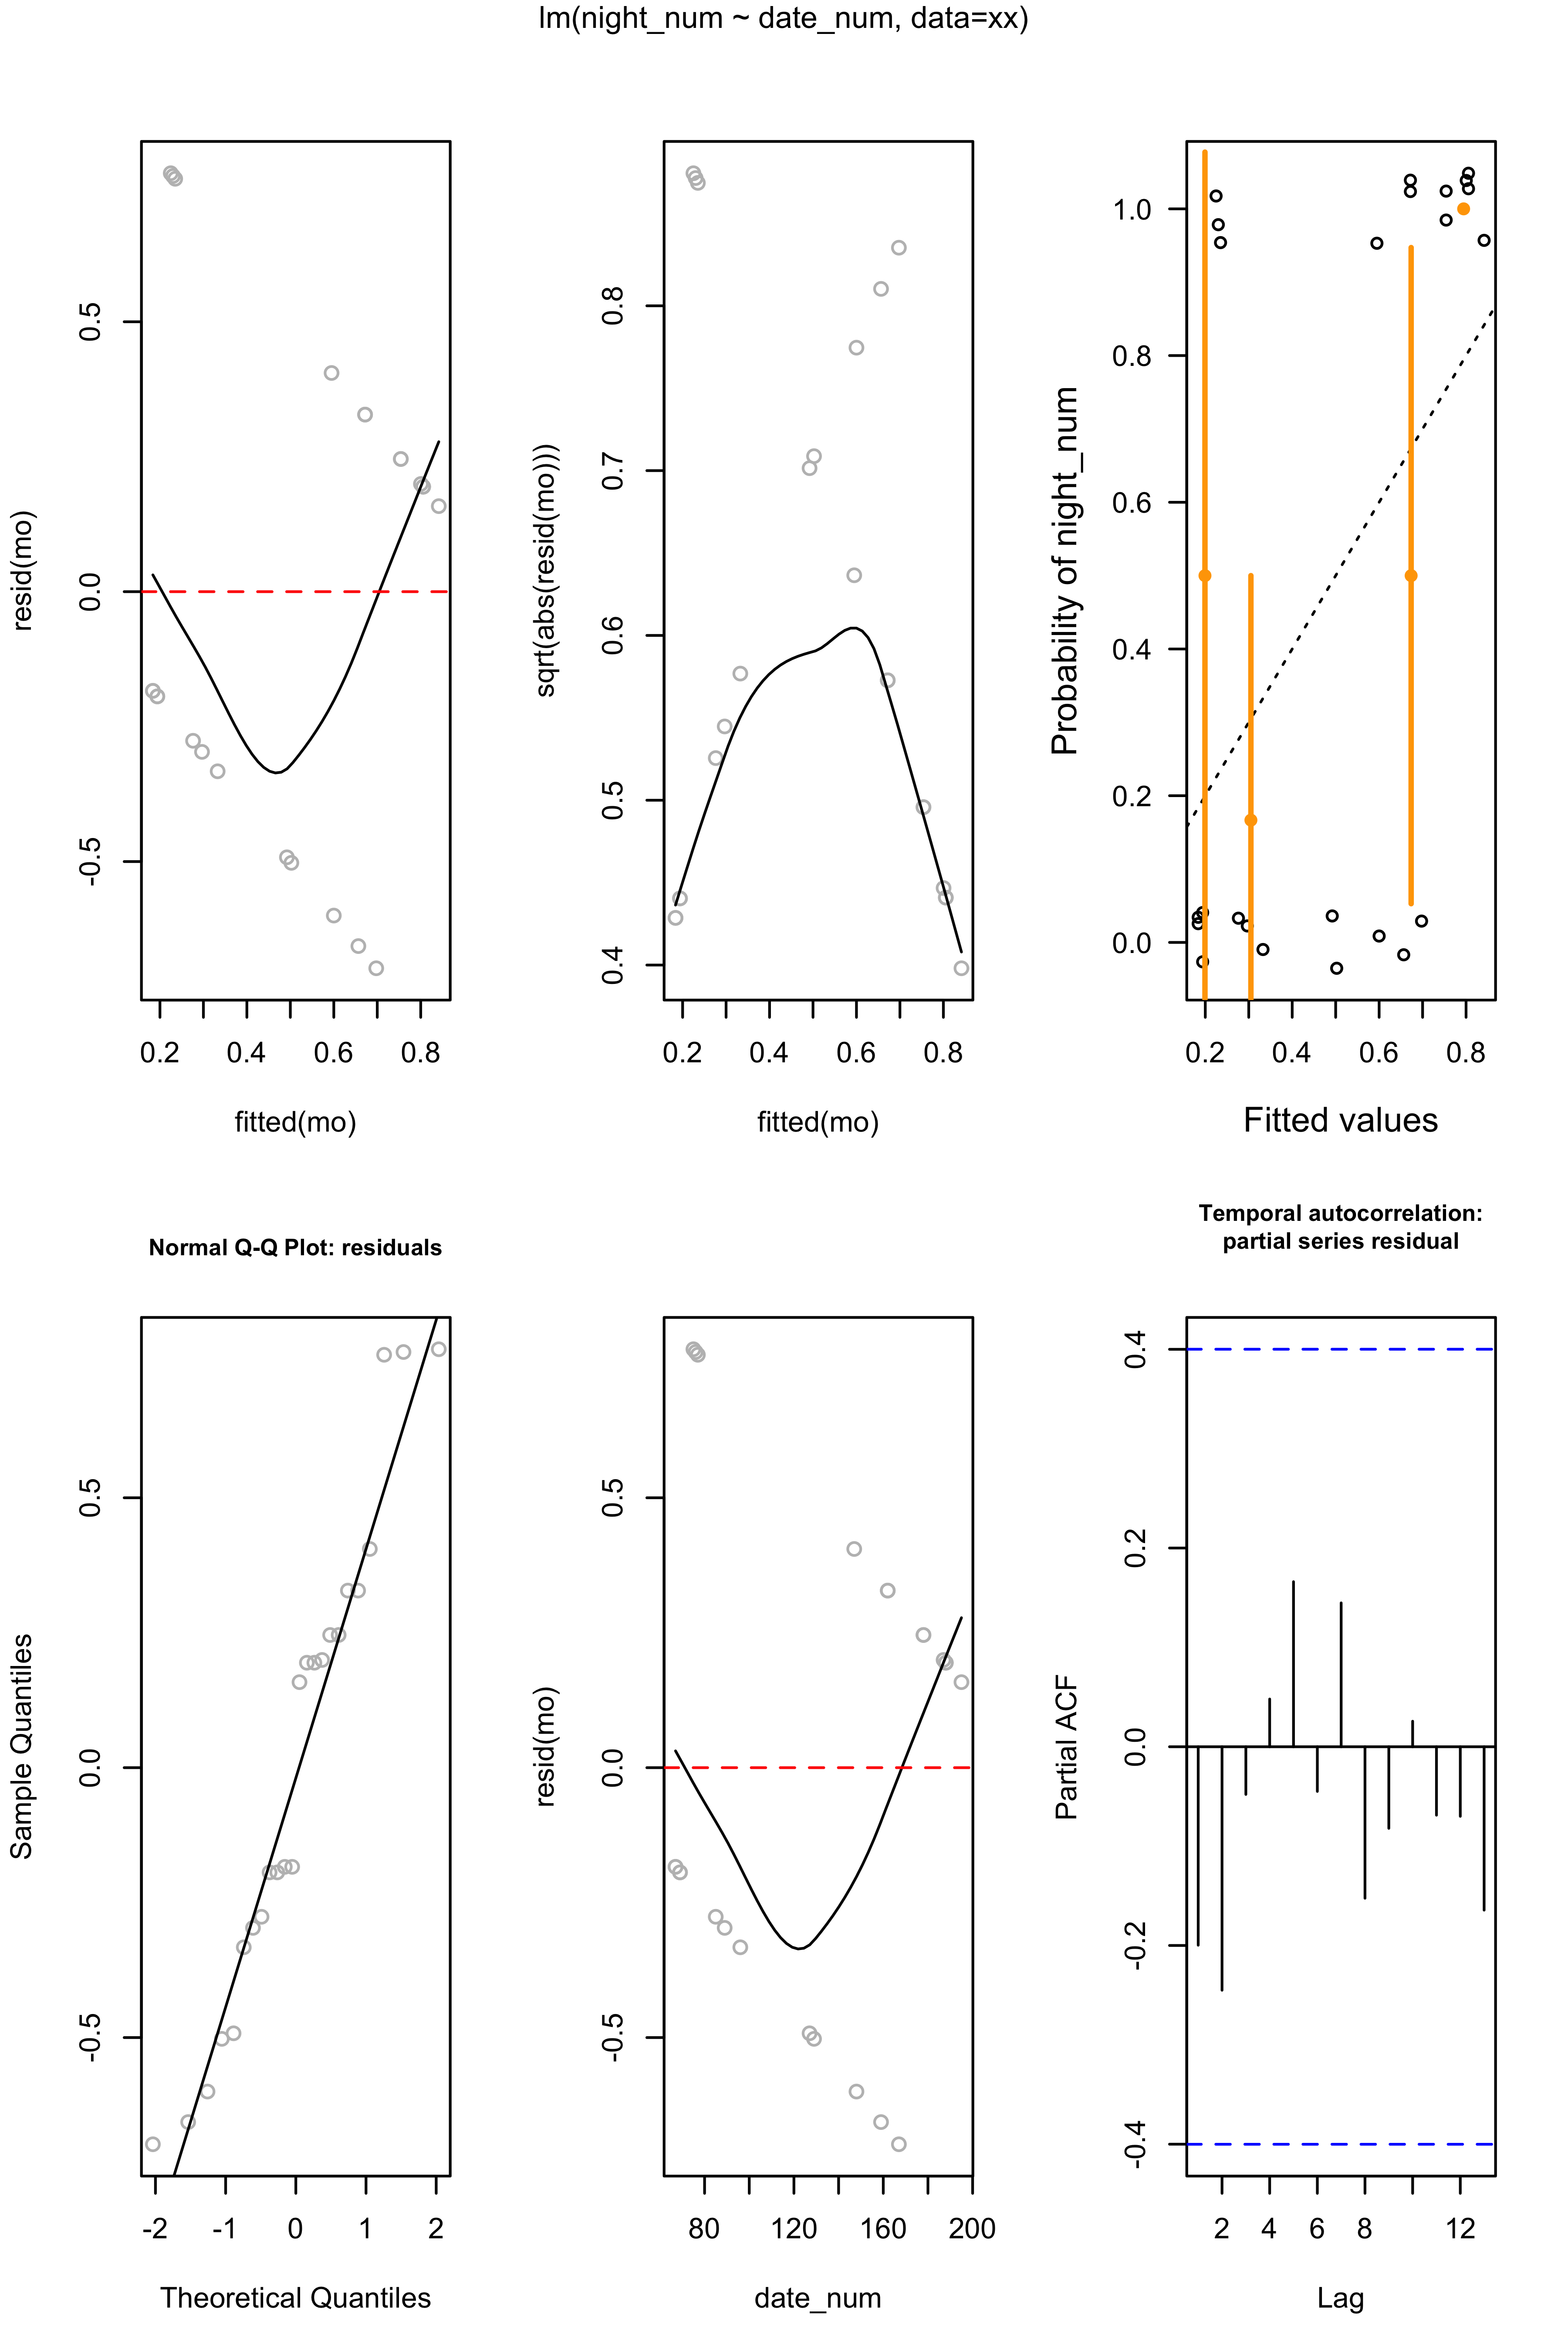 lm(night_num ~ date_num, data=xx)
resid(mo)
0.5
0.0
-0.5
0.2 0.4 0.6 0.8
fitted(mo)
sqrt(abs(resid(mo)))
0.8
0.7
0.6
0.5
0.4
0.2 0.4 0.6 0.8
fitted(mo)
Probability of night_num
1.0
0.8
0.6
0.4
0.2
0.0
0.2 0.4 0.6 0.8
Fitted values
Normal Q-Q Plot: residuals
Sample Quantiles
0.5
0.0
-0.5
-2 -1 0 1 2
Theoretical Quantiles
resid(mo)
0.5
0.0
-0.5
80 120 160 200
date_num
Temporal autocorrelation:
partial series residual
Partial ACF
0.4
0.2
0.0
-0.2
-0.4
2 4 6 8 12
Lag